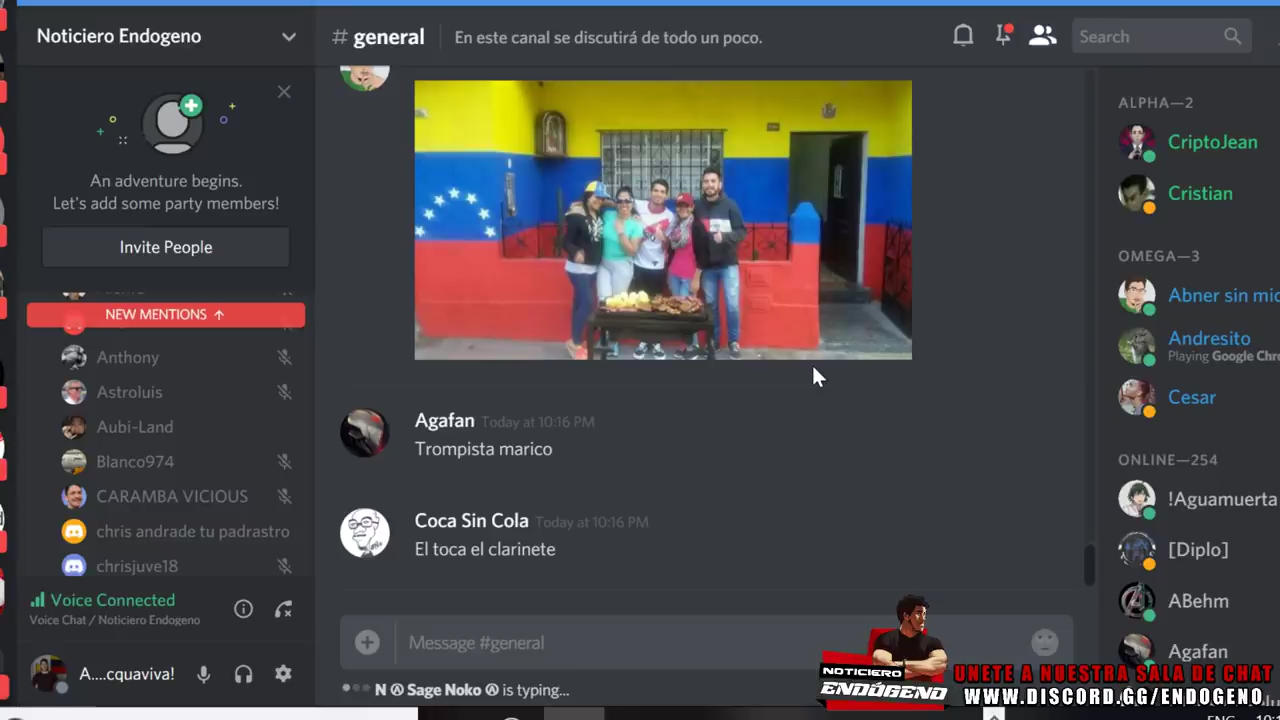 Noticiero Endogeno
# general
En este canal se discutirá de todo un poco.
Search
An adventure begins.
Let's add some party members!
Invite People
NEW MENTIONS ↑
Anthony
Astroluis
Aubi-Land
Blanco974
CARAMBA VICIOUS
chris andrade tu padrastro
chrisjuve18
Voice Connected
Voice Chat / Noticiero Endogeno
A....cquaviva!
Agafan Today at 10:16 PM
Trompista marico
Coca Sin Cola Today at 10:16 PM
El toca el clarinete
Message #general
N Ⓐ Sage Noko Ⓐ is typing...
ALPHA—2
CriptoJean
Cristian
OMEGA—3
Abner sin mic
Andresito
Playing Google Chro
Cesar
ONLINE—254
!Aguamuerta
[Diplo]
ABehm
Agafan
NOTICIERO
ENDÓGENO
UNETE A NUESTRA SALA DE CHAT
WWW.DISCORD.GG/ENDOGENO
ENG